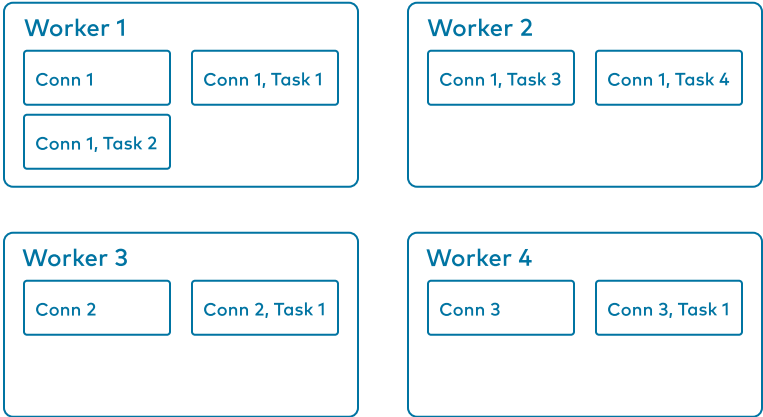 Worker 1
Conn 1
Conn 1, Task 1
Conn 1, Task 2
Worker 2
Conn 1, Task 3
Conn 1, Task 4
Worker 3
Conn 2
Conn 2, Task 1
Worker 4
Conn 3
Conn 3, Task 1